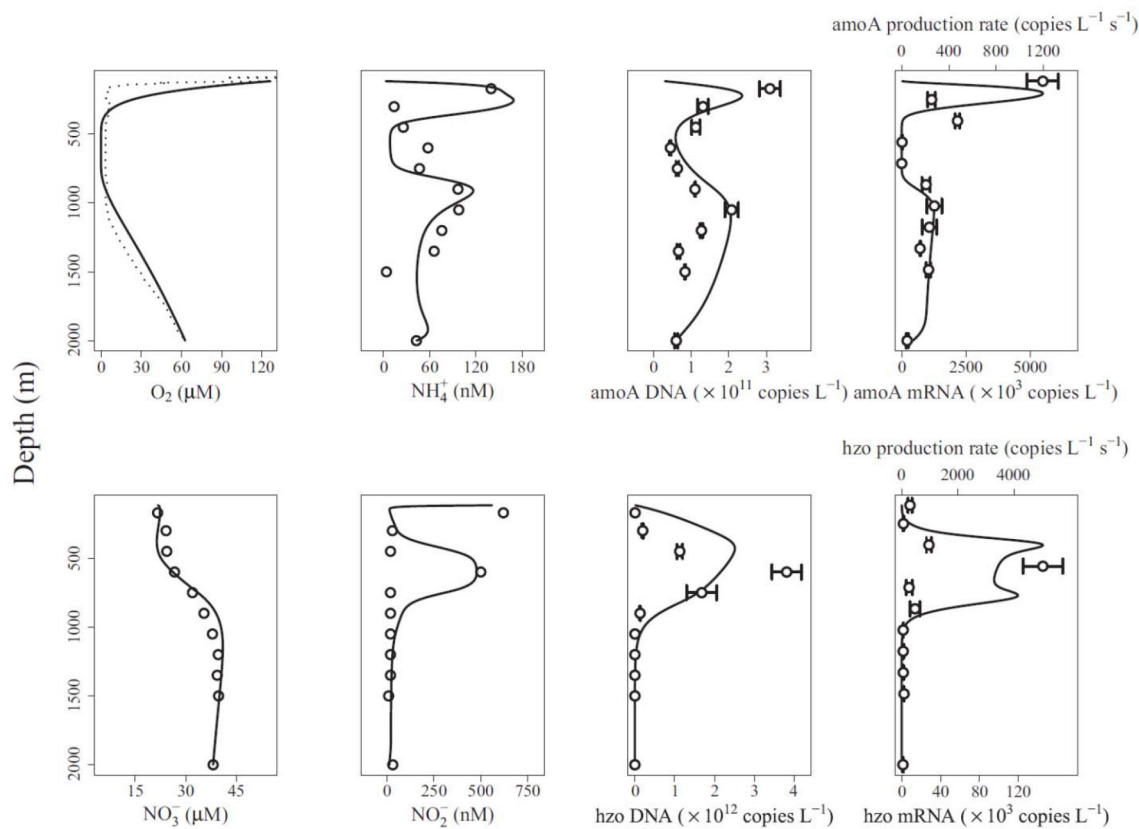 amoA production rate (copies L⁻¹ s⁻¹)
0 400 800 1200
500 1000 1500 2000
0 30 60 90 120
O₂ (μM)
0 60 120 180
NH₄⁺ (nM)
0 1 2 3
amoA DNA (× 10¹¹ copies L⁻¹)
0 2500 5000
amoA mRNA (× 10³ copies L⁻¹)
Depth (m)
hzo production rate (copies L⁻¹ s⁻¹)
0 2000 4000
500 1000 1500 2000
15 30 45
NO₃⁻ (μM)
0 250 500 750
NO₂⁻ (nM)
0 1 2 3 4
hzo DNA (× 10¹² copies L⁻¹)
0 40 80 120
hzo mRNA (× 10³ copies L⁻¹)